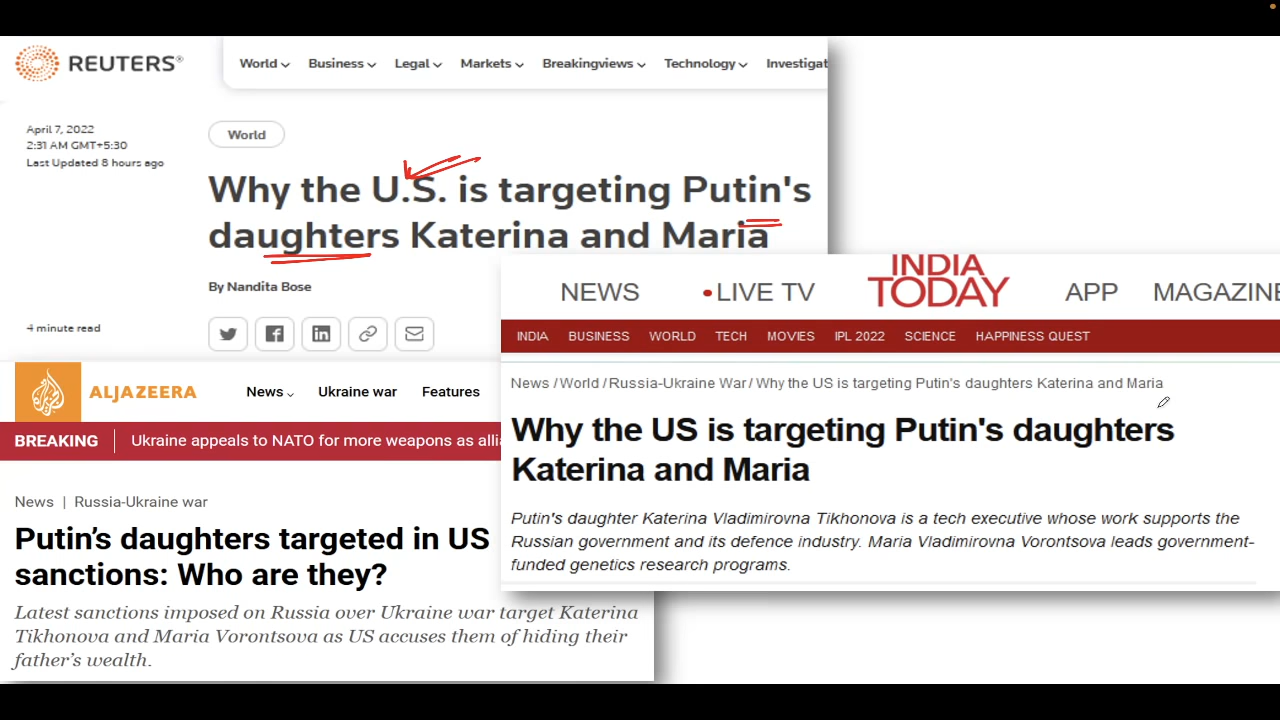 REUTERS®
World Business Legal Markets Breakingviews Technology Investigat
April 7, 2022
2:31 AM GMT+5:30
Last Updated 8 hours ago
World
Why the U.S. is targeting Putin's
daughters Katerina and Maria
By Nandita Bose
4 minute read
ALJAZEERA
News Ukraine war Features
BREAKING Ukraine appeals to NATO for more weapons as alli
News | Russia-Ukraine war
Putin’s daughters targeted in US
sanctions: Who are they?
Latest sanctions imposed on Russia over Ukraine war target Katerina
Tikhonova and Maria Vorontsova as US accuses them of hiding their
father’s wealth.
NEWS LIVE TV INDIA TODAY APP MAGAZINE
INDIA BUSINESS WORLD TECH MOVIES IPL 2022 SCIENCE HAPPINESS QUEST
News / World / Russia-Ukraine War / Why the US is targeting Putin's daughters Katerina and Maria
Why the US is targeting Putin's daughters
Katerina and Maria
Putin's daughter Katerina Vladimirovna Tikhonova is a tech executive whose work supports the
Russian government and its defence industry. Maria Vladimirovna Vorontsova leads government-
funded genetics research programs.